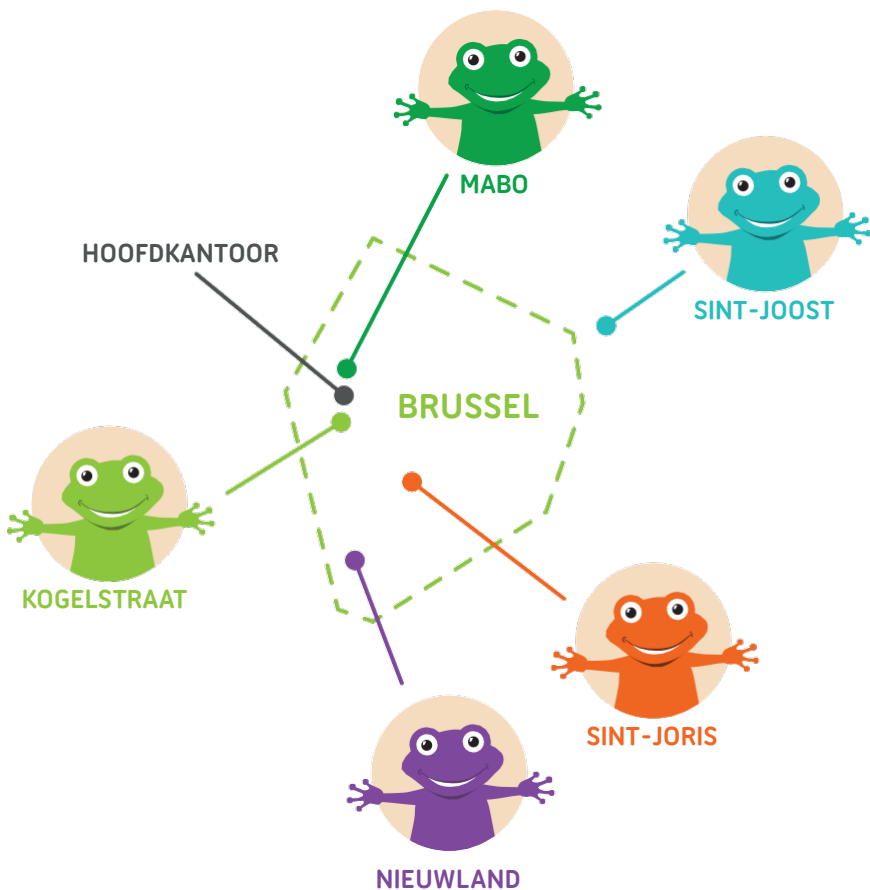 MABO
HOOFDKANTOOR
SINT-JOOST
BRUSSEL
KOGELSTRAAT
SINT-JORIS
NIEUWLAND